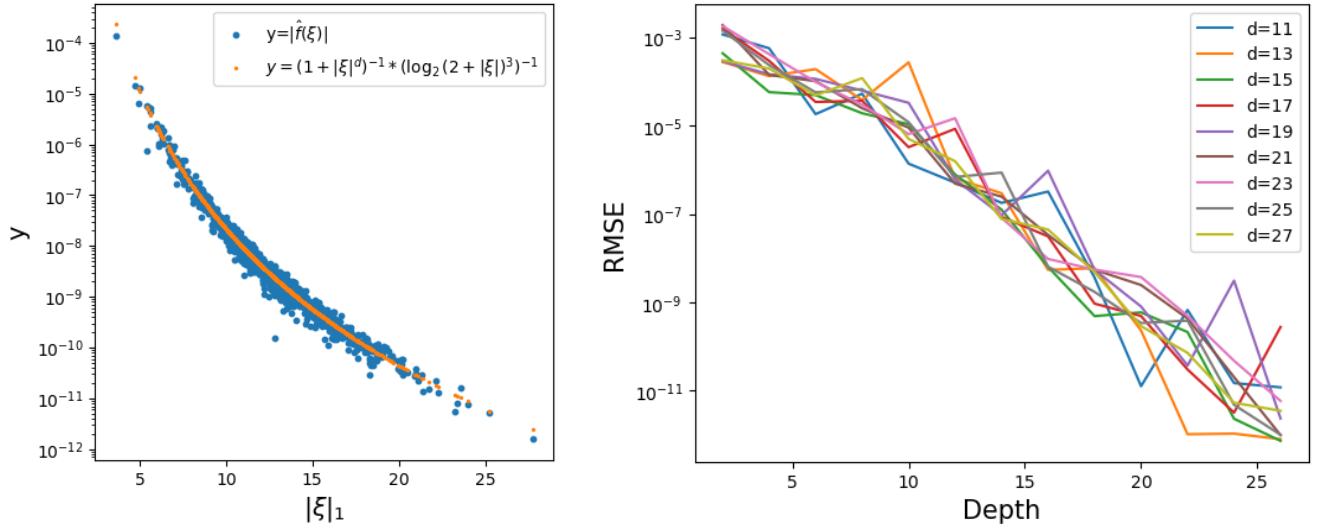 y=|f̂(ξ)|
y = (1 + |ξ|^d)^{-1} * (log_2 (2 + |ξ|)^3)^{-1}
10^{-4}
10^{-5}
10^{-6}
10^{-7}
10^{-8}
10^{-9}
10^{-10}
10^{-11}
10^{-12}
y
5
10
15
20
25
|ξ|_1
d=11
d=13
d=15
d=17
d=19
d=21
d=23
d=25
d=27
10^{-3}
10^{-5}
10^{-7}
10^{-9}
10^{-11}
RMSE
5
10
15
20
25
Depth